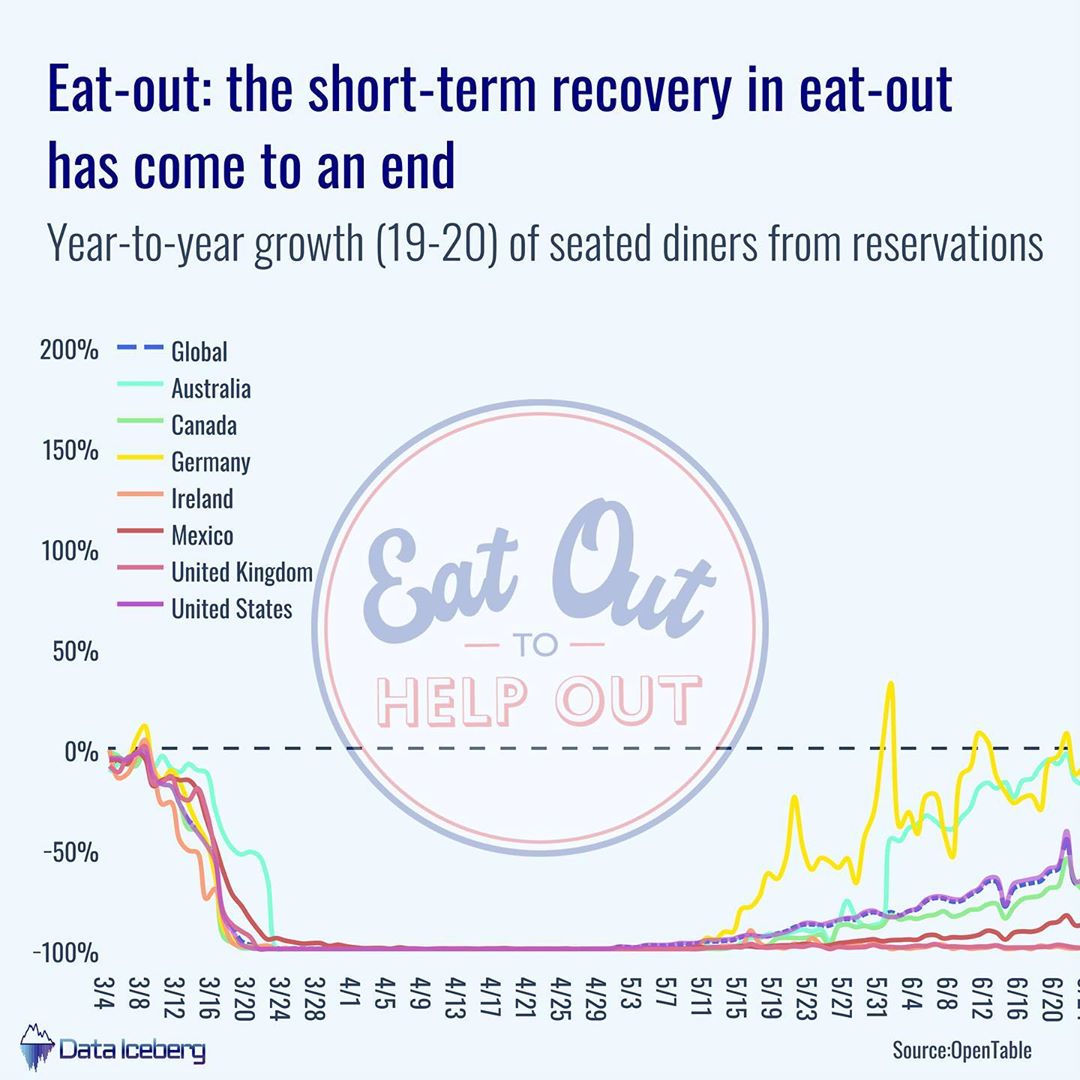 Eat-out: the short-term recovery in eat-out
has come to an end
Year-to-year growth (19-20) of seated diners from reservations
200%
150%
100%
50%
0%
-50%
-100%
Global
Australia
Canada
Germany
Ireland
Mexico
United Kingdom
United States
Eat Out
TO
HELP OUT
3/4
3/8
3/12
3/16
3/20
3/24
3/28
4/1
4/5
4/9
4/13
4/17
4/21
4/25
4/29
5/3
5/7
5/11
5/15
5/19
5/23
5/27
5/31
6/4
6/8
6/12
6/16
6/20
Data Iceberg
Source:OpenTable